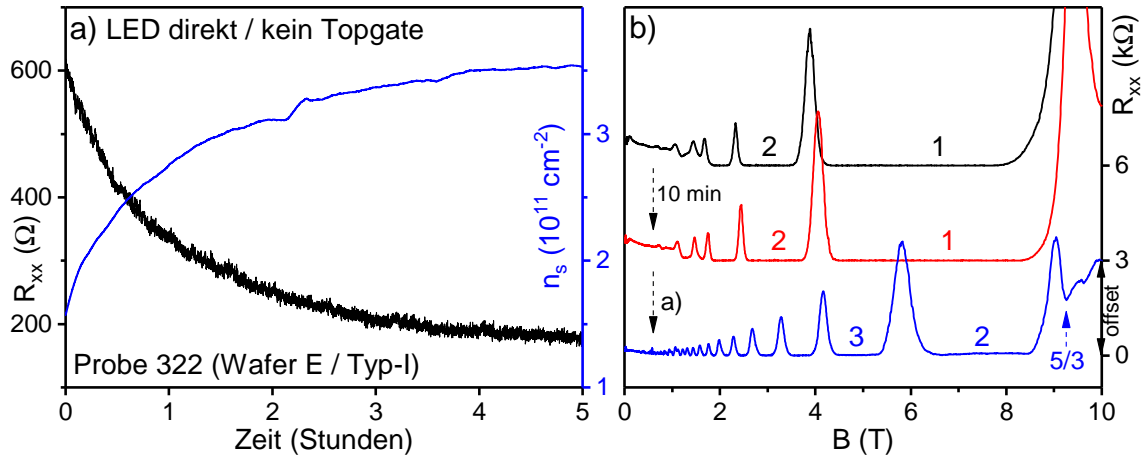 a) LED direkt / kein Topgate
600
400
200
R_xx (Ω)
3
2
1
n_s (10^11 cm^-2)
Probe 322 (Wafer E / Typ-I)
0 1 2 3 4 5
Zeit (Stunden)
b)
2 1
10 min
2 1
a)
3 2
5/3
6
3
0
R_xx (kΩ)
offset
0 2 4 6 8 10
B (T)